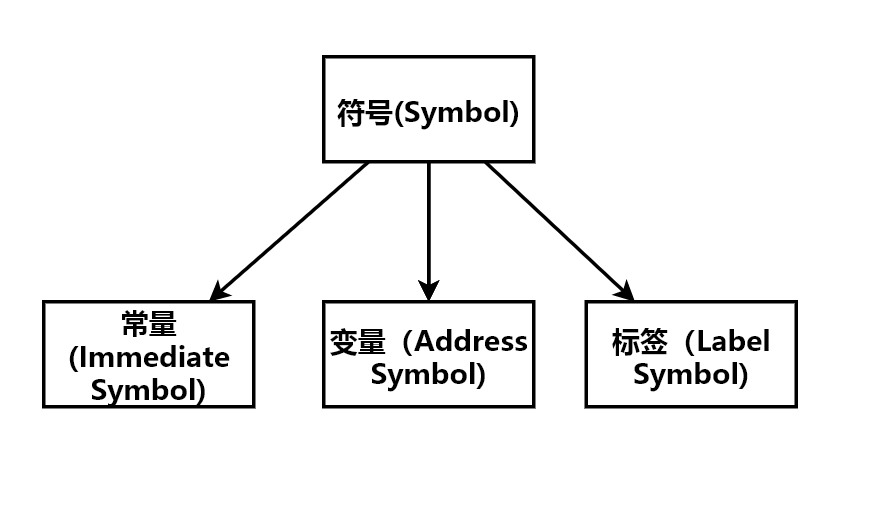 符号(Symbol)
常量
(Immediate
Symbol)
变量（Address
Symbol)
标签（Label
Symbol)